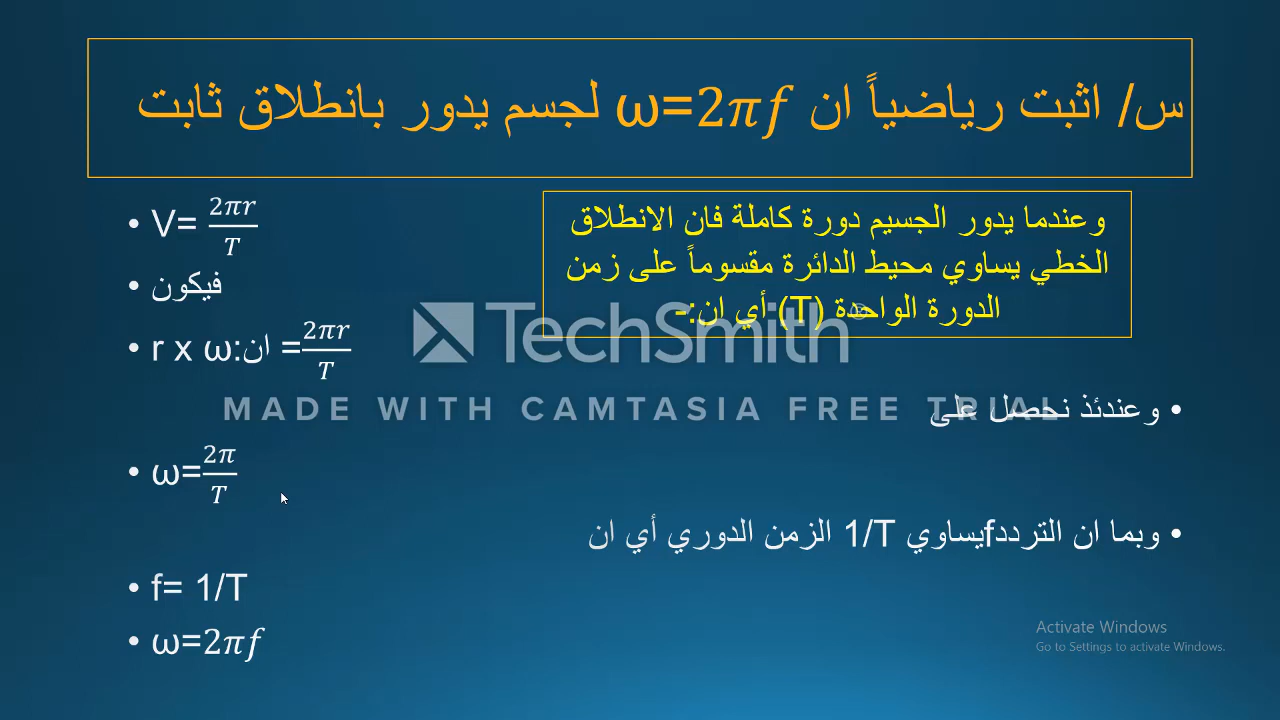 س/ اثبت رياضياً ان ω=2πf لجسم يدور بانطلاق ثابت
وعندما يدور الجسيم دورة كاملة فان الانطلاق
الخطي يساوي محيط الدائرة مقسوماً على زمن
الدورة الواحدة (T) أي ان:-
• V= 2πr/T
• فيكون
• r x ω:ان =2πr/T
TechSmith
MADE WITH CAMTASIA FREE TRIAL
• وعندئذ نحصل على
• ω=2π/T
• وبما ان الترددfيساوي 1/T الزمن الدوري أي ان
• f= 1/T
• ω=2πf
Activate Windows
Go to Settings to activate Windows.